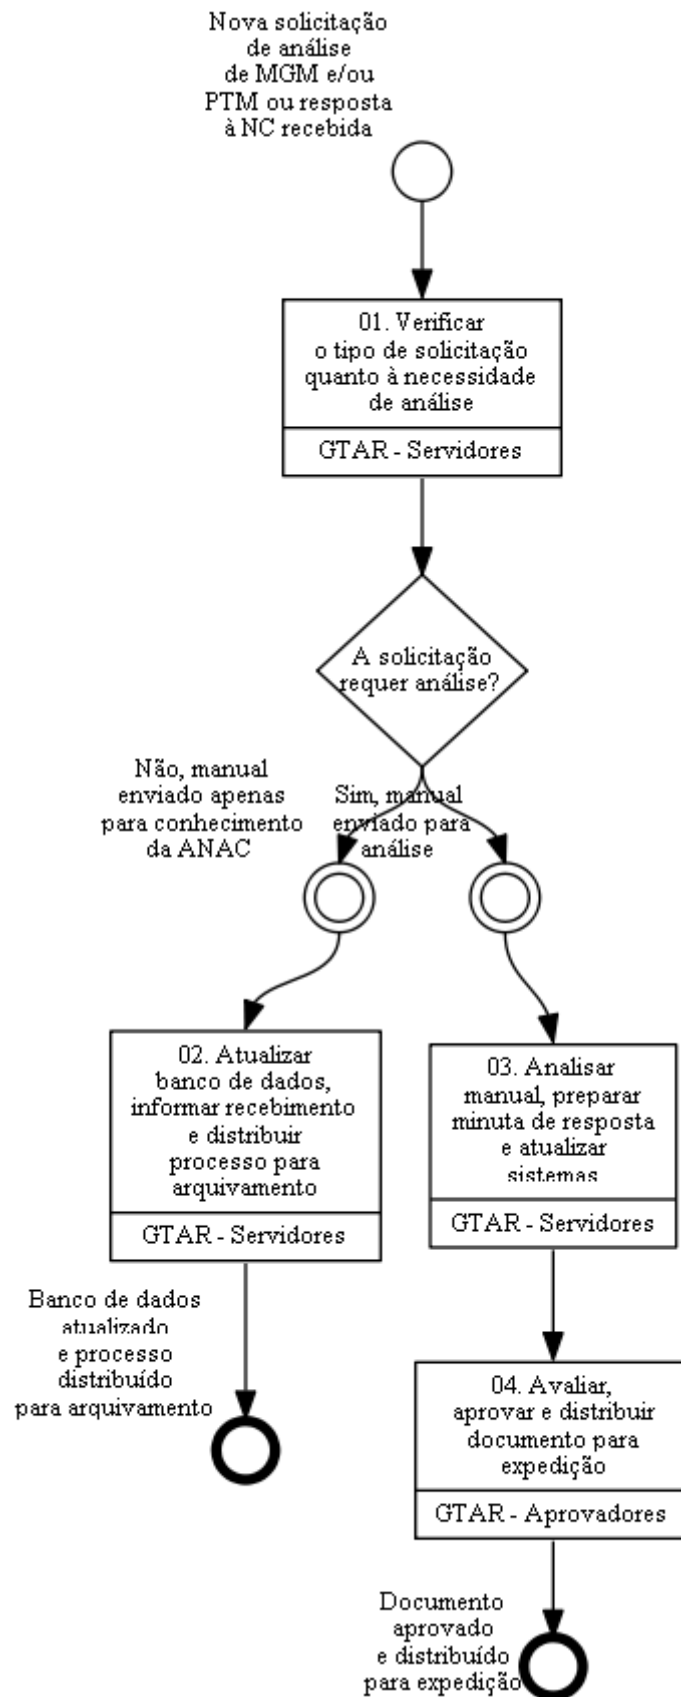 Nova solicitação
de análise
de MGM e/ou
PTM ou resposta
à NC recebida
01. Verificar
o tipo de solicitação
quanto à necessidade
de análise
GTAR - Servidores
A solicitação
requer análise?
Não, manual
enviado apenas
para conhecimento
da ANAC
Sim, manual
enviado para
análise
02. Atualizar
banco de dados,
informar recebimento
e distribuir
processo para
arquivamento
GTAR - Servidores
03. Analisar
manual, preparar
minuta de resposta
e atualizar
sistemas
GTAR - Servidores
Banco de dados
atualizado
e processo
distribuído
para arquivamento
04. Avaliar,
aprovar e distribuir
documento para
expedição
GTAR - Aprovadores
Documento
aprovado
e distribuído
para expedição